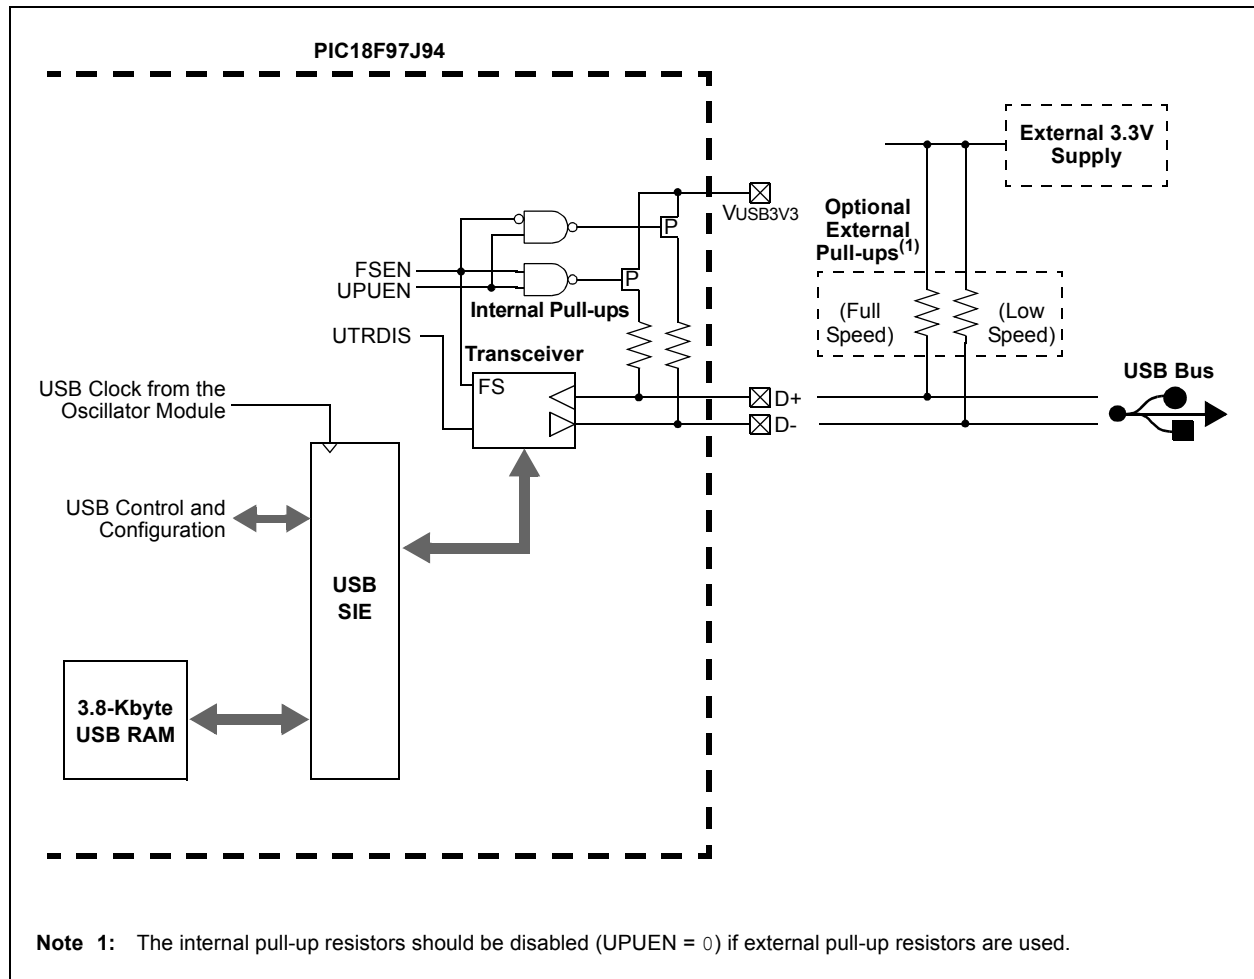 PIC18F97J94
External 3.3V
Supply
VUSB3V3
Optional
External
Pull-ups(1)
P
P
FSEN
UPUEN
Internal Pull-ups
(Full
Speed)
(Low
Speed)
UTRDIS
Transceiver
FS
USB Clock from the
Oscillator Module
D+
D-
USB Bus
USB Control and
Configuration
USB
SIE
3.8-Kbyte
USB RAM
Note 1: The internal pull-up resistors should be disabled (UPUEN = 0) if external pull-up resistors are used.